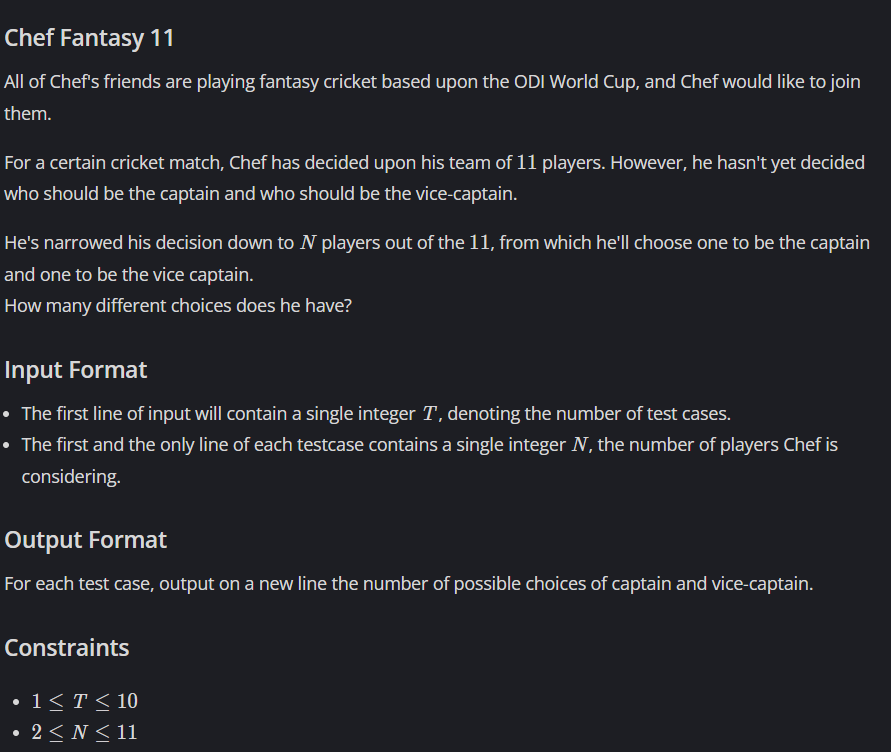 Chef Fantasy 11
All of Chef's friends are playing fantasy cricket based upon the ODI World Cup, and Chef would like to join
them.
For a certain cricket match, Chef has decided upon his team of 11 players. However, he hasn't yet decided
who should be the captain and who should be the vice-captain.
He's narrowed his decision down to N players out of the 11, from which he'll choose one to be the captain
and one to be the vice captain.
How many different choices does he have?
Input Format
• The first line of input will contain a single integer T, denoting the number of test cases.
• The first and the only line of each testcase contains a single integer N, the number of players Chef is
considering.
Output Format
For each test case, output on a new line the number of possible choices of captain and vice-captain.
Constraints
• 1 ≤ T ≤ 10
• 2 ≤ N ≤ 11